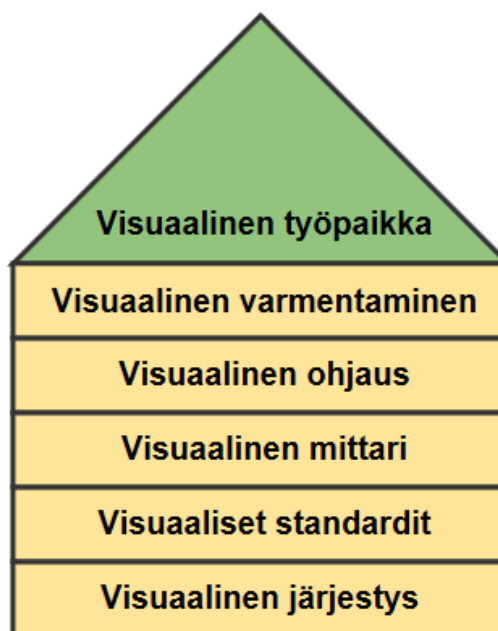 Visuaalinen työpaikka
Visuaalinen varmentaminen
Visuaalinen ohjaus
Visuaalinen mittari
Visuaaliset standardit
Visuaalinen järjestys